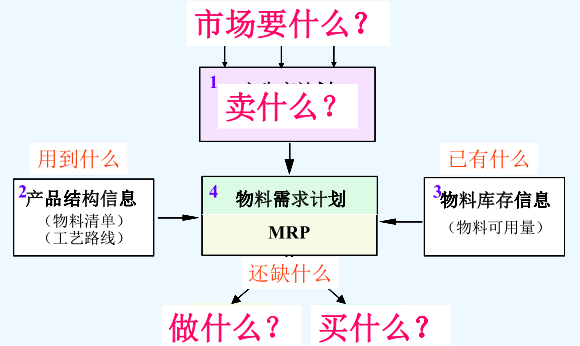 市场要什么？
1
卖什么？
用到什么
已有什么
2
产品结构信息
（物料清单）
（工艺路线）
4
物料需求计划
MRP
3
物料库存信息
（物料可用量）
还缺什么
做什么？
买什么？